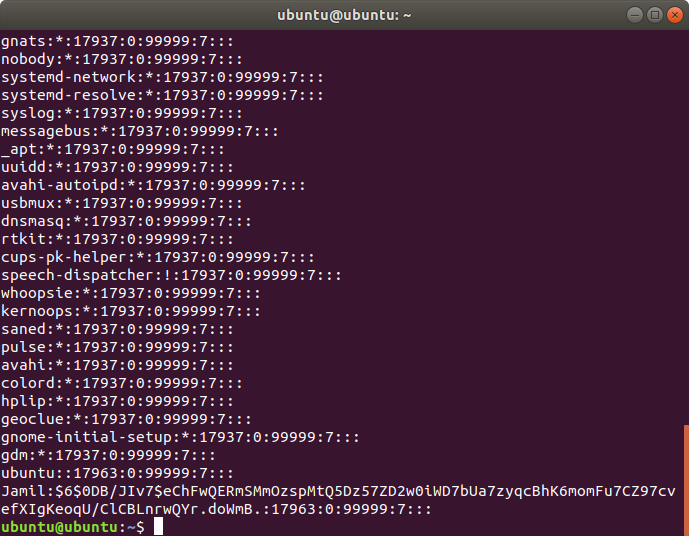 ubuntu@ubuntu: ~
gnats:*:17937:0:99999:7:::
nobody:*:17937:0:99999:7:::
systemd-network:*:17937:0:99999:7:::
systemd-resolve:*:17937:0:99999:7:::
syslog:*:17937:0:99999:7:::
messagebus:*:17937:0:99999:7:::
_apt:*:17937:0:99999:7:::
uuidd:*:17937:0:99999:7:::
avahi-autoipd:*:17937:0:99999:7:::
usbmux:*:17937:0:99999:7:::
dnsmasq:*:17937:0:99999:7:::
rtkit:*:17937:0:99999:7:::
cups-pk-helper:*:17937:0:99999:7:::
speech-dispatcher:!:17937:0:99999:7:::
whoopsie:*:17937:0:99999:7:::
kernoops:*:17937:0:99999:7:::
saned:*:17937:0:99999:7:::
pulse:*:17937:0:99999:7:::
avahi:*:17937:0:99999:7:::
colord:*:17937:0:99999:7:::
hplip:*:17937:0:99999:7:::
geoclue:*:17937:0:99999:7:::
gnome-initial-setup:*:17937:0:99999:7:::
gdm:*:17937:0:99999:7:::
ubuntu::17963:0:99999:7:::
Jamil:$6$0DB/JIv7$eChFwQERmSMmOzspMtQ5Dz57ZD2w0iWD7bUa7zyqcBhK6momFu7CZ97cv
efXIgKeoqU/ClCBLnrwQYr.doWmB.:17963:0:99999:7:::
ubuntu@ubuntu:~$